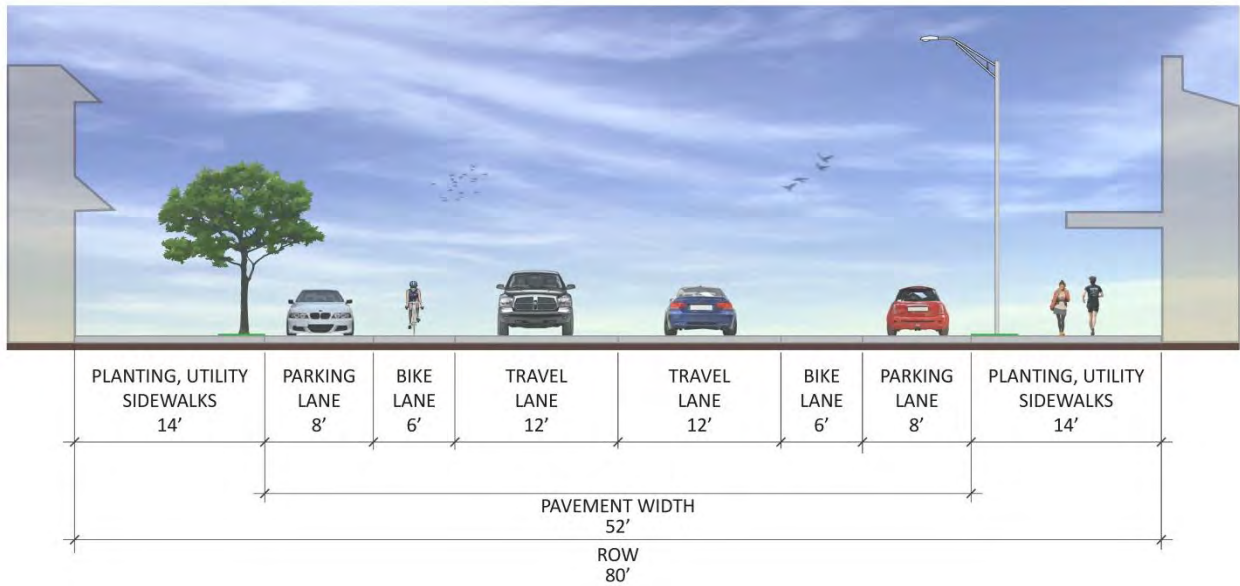 PLANTING, UTILITY
SIDEWALKS
14’
PARKING
LANE
8’
BIKE
LANE
6’
TRAVEL
LANE
12’
TRAVEL
LANE
12’
BIKE
LANE
6’
PARKING
LANE
8’
PLANTING, UTILITY
SIDEWALKS
14’
PAVEMENT WIDTH
52’
ROW
80’